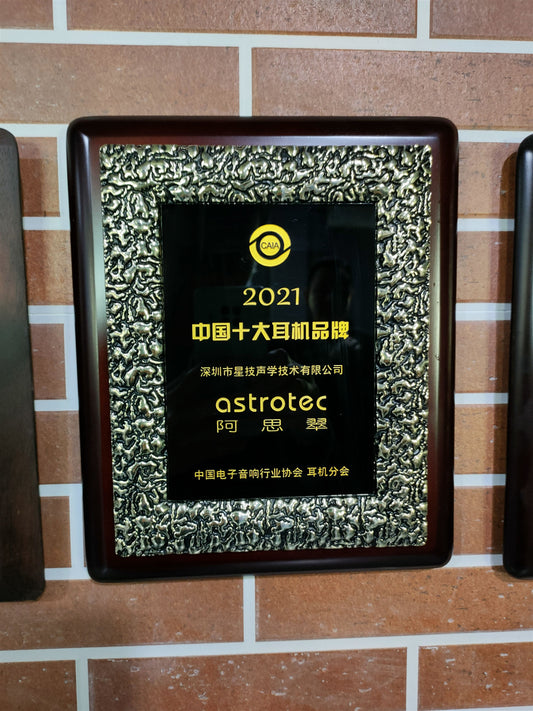 CAIA
2021
中国十大耳机品牌
深圳市星技声学技术有限公司
astrotec
阿思翠
中国电子音响行业协会 耳机分会